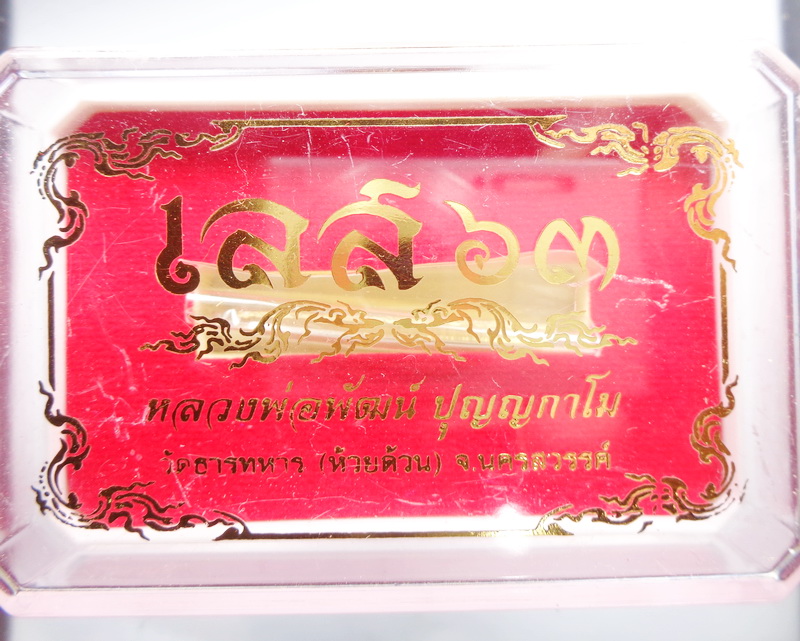 เลส์ ๖๓
หลวงพ่อพัฒน์ ปุญญกาโม
วัดธารทหาร (ห้วยด้วน) จ.นครสวรรค์